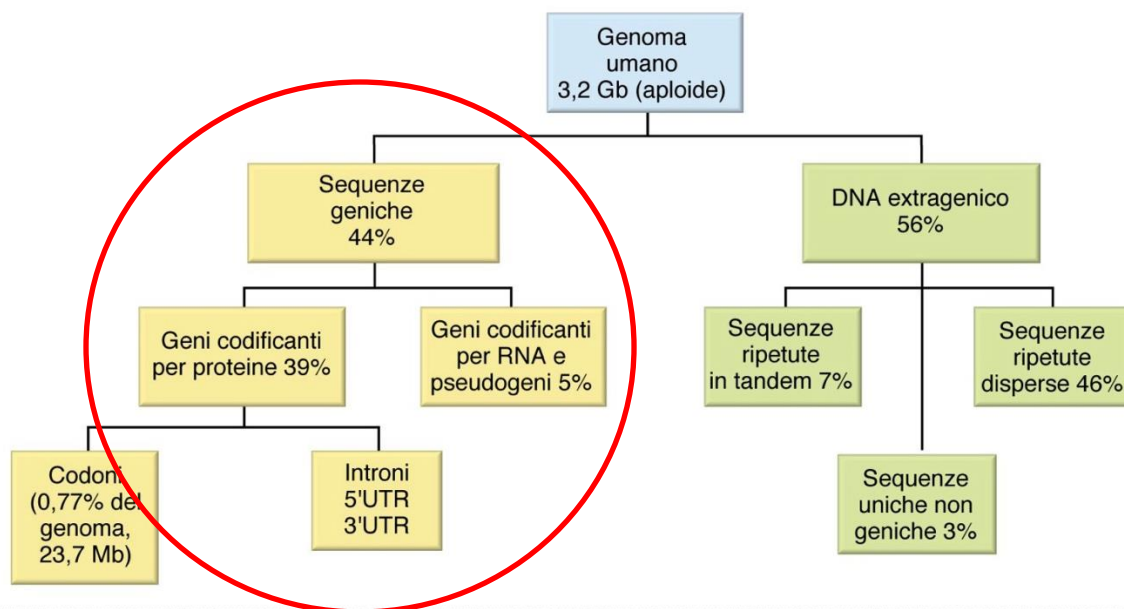 Genoma
umano
3,2 Gb (aploide)
Sequenze
geniche
44%
DNA extragenico
56%
Geni codificanti
per proteine 39%
Geni codificanti
per RNA e
pseudogeni 5%
Sequenze
ripetute
in tandem 7%
Sequenze
ripetute
disperse 46%
Codoni
(0,77% del
genoma,
23,7 Mb)
Introni
5'UTR
3'UTR
Sequenze
uniche non
geniche 3%